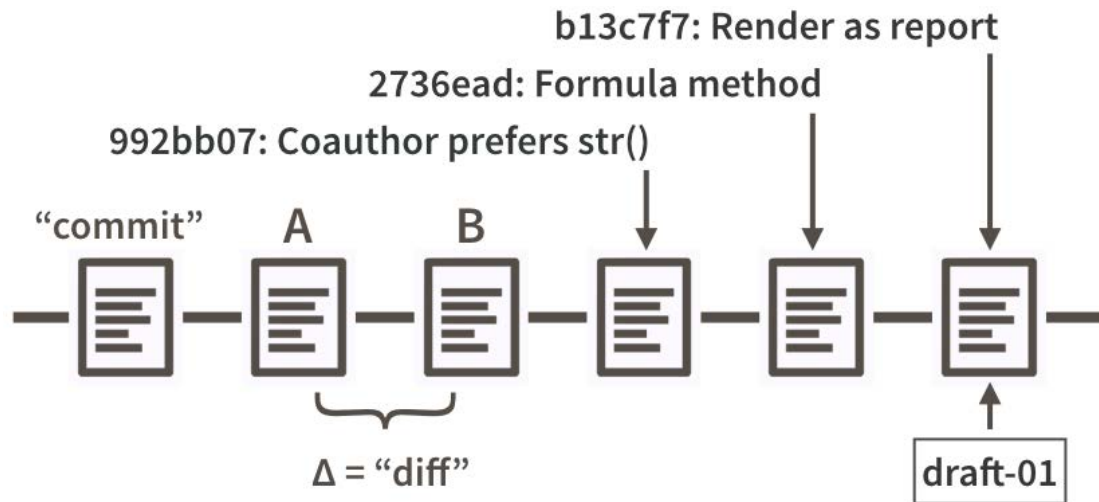 b13c7f7: Render as report
2736ead: Formula method
992bb07: Coauthor prefers str()
“commit”
A
B
Δ = “diff”
draft-01